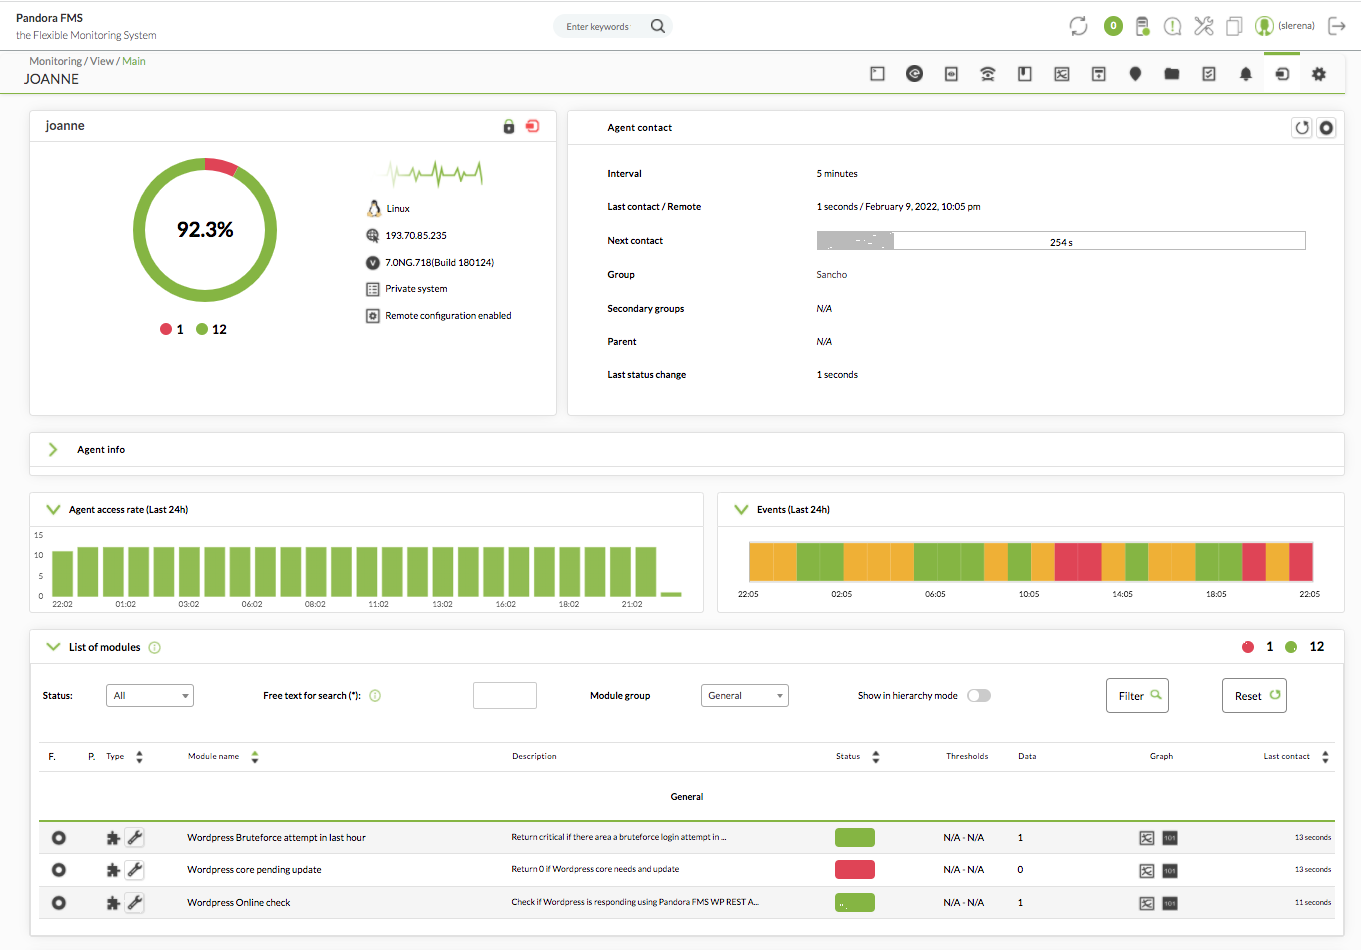 Pandora FMS
the Flexible Monitoring System
Enter keywords
0
(slerena)
Monitoring / View / Main
JOANNE
joanne
92.3%
1 12
Linux
193.70.85.235
V 7.0NG.718(Build 180124)
Private system
Remote configuration enabled
Agent contact
Interval 5 minutes
Last contact / Remote 1 seconds / February 9, 2022, 10:05 pm
Next contact 254 s
Group Sancho
Secondary groups N/A
Parent N/A
Last status change 1 seconds
Agent info
Agent access rate (Last 24h)
15
10
5
0
22:02 01:02 03:02 06:02 08:02 11:02 13:02 16:02 18:02 21:02
Events (Last 24h)
22:05 02:05 06:05 10:05 14:05 18:05 22:05
List of modules
1 12
Status: All Free text for search (*): Module group General Show in hierarchy mode Filter Reset
F. P. Type Module name Description Status Thresholds Data Graph Last contact
General
Wordpress Bruteforce attempt in last hour Return critical if there area a bruteforce login attempt in ... N/A - N/A 1 101 13 seconds
Wordpress core pending update Return 0 if Wordpress core needs and update N/A - N/A 0 101 13 seconds
Wordpress Online check Check if Wordpress is responding using Pandora FMS WP REST A... N/A - N/A 1 101 11 seconds